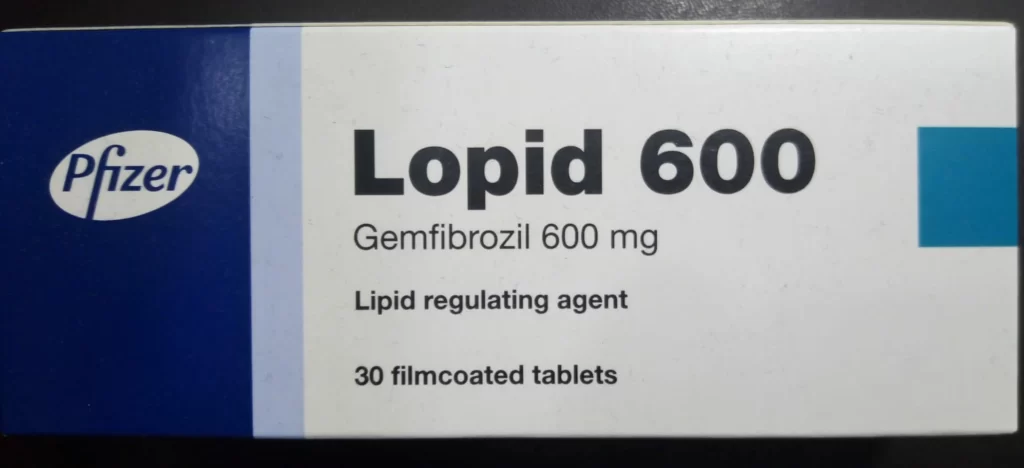 Pfizer
Lopid 600
Gemfibrozil 600 mg
Lipid regulating agent
30 filmcoated tablets